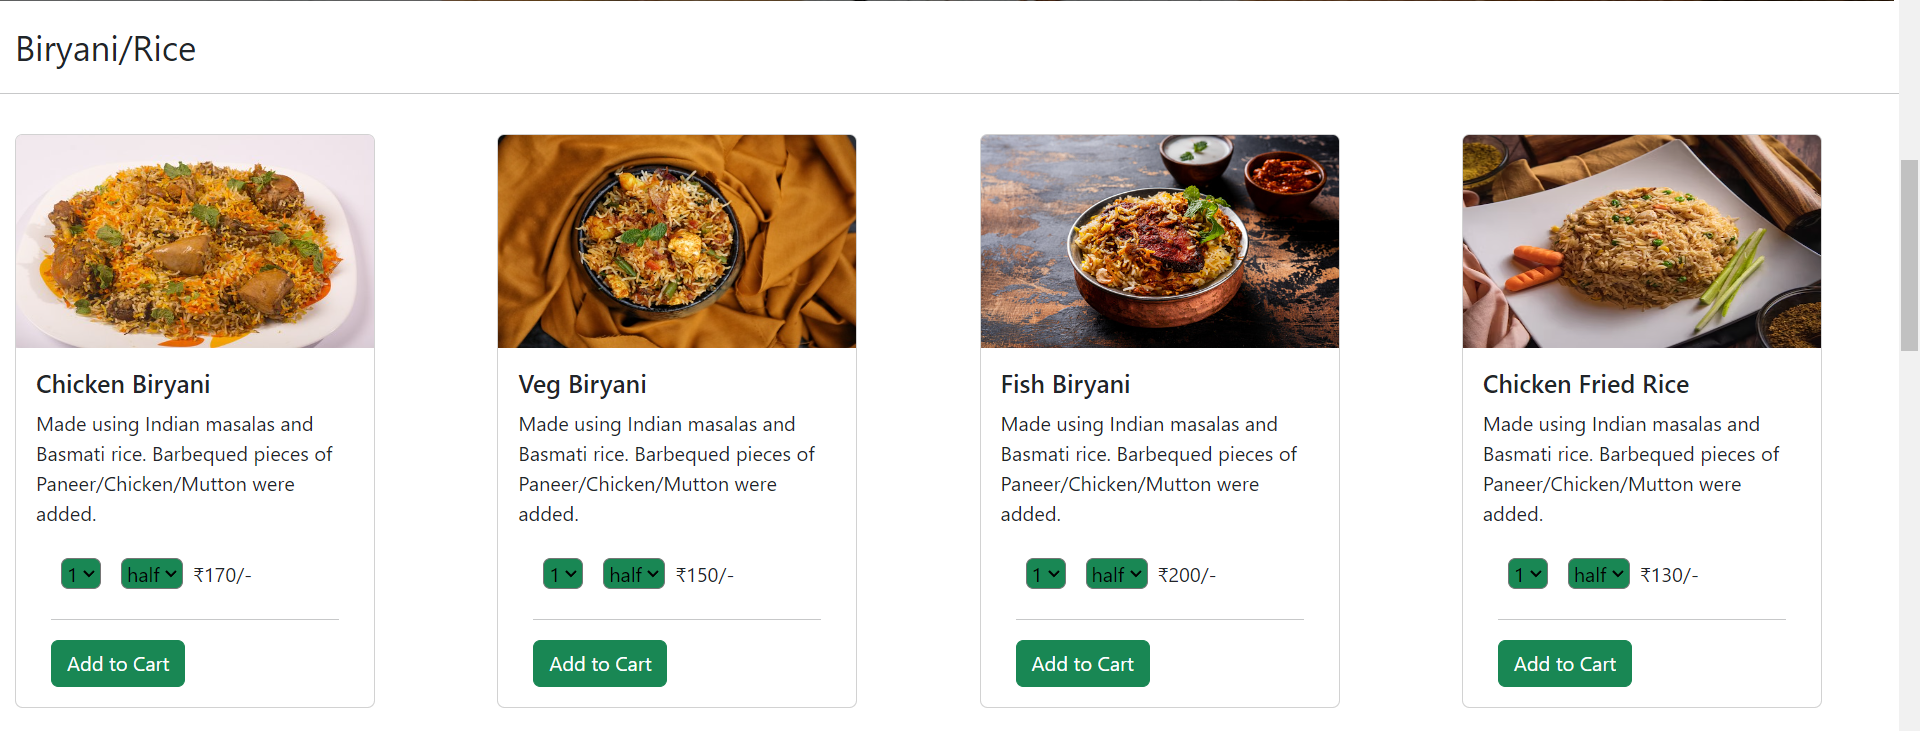 Biryani/Rice
Chicken Biryani
Made using Indian masalas and
Basmati rice. Barbequed pieces of
Paneer/Chicken/Mutton were
added.
1 half ₹170/-
Add to Cart
Veg Biryani
Made using Indian masalas and
Basmati rice. Barbequed pieces of
Paneer/Chicken/Mutton were
added.
1 half ₹150/-
Add to Cart
Fish Biryani
Made using Indian masalas and
Basmati rice. Barbequed pieces of
Paneer/Chicken/Mutton were
added.
1 half ₹200/-
Add to Cart
Chicken Fried Rice
Made using Indian masalas and
Basmati rice. Barbequed pieces of
Paneer/Chicken/Mutton were
added.
1 half ₹130/-
Add to Cart